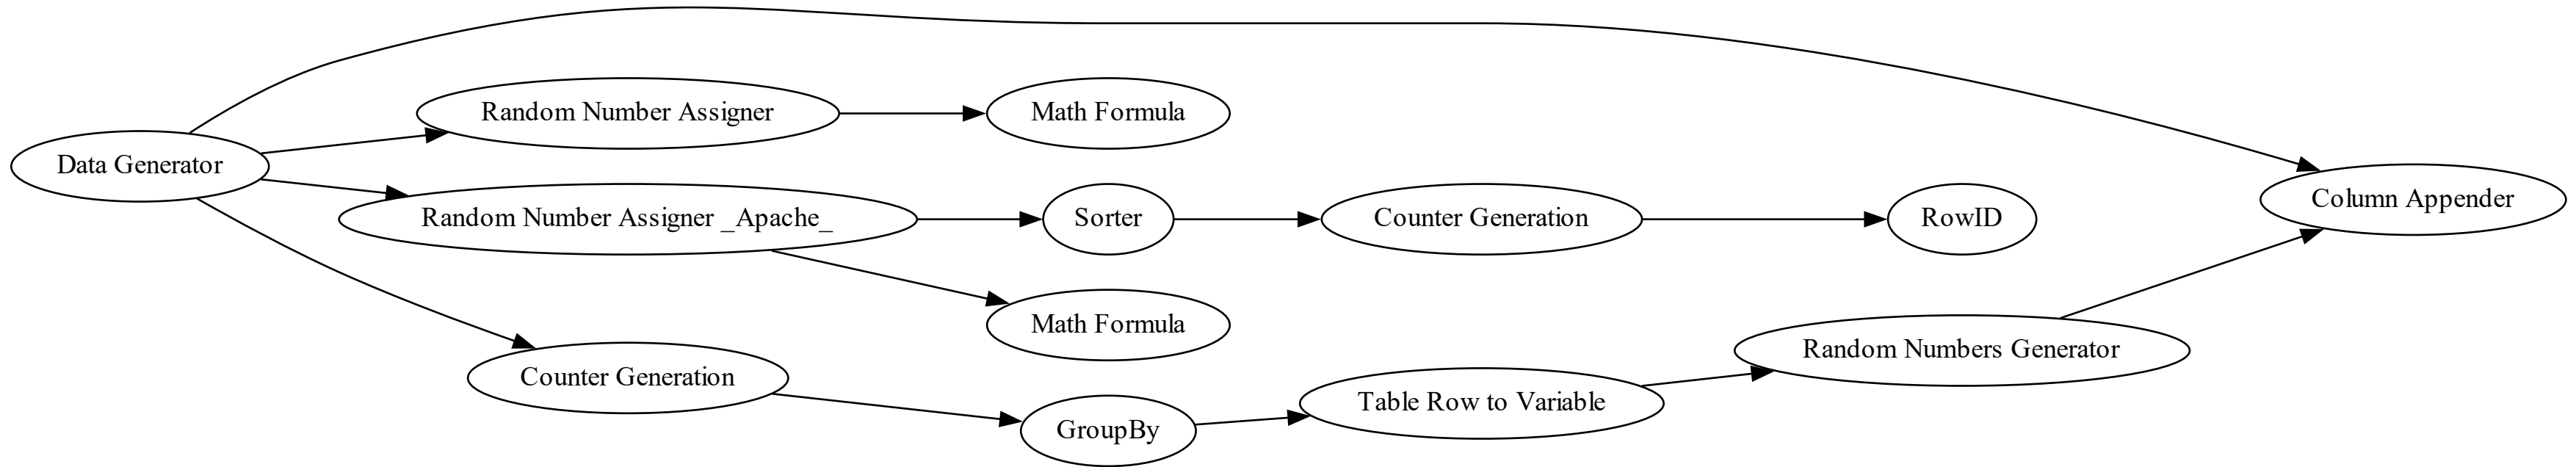 Data Generator
Random Number Assigner
Math Formula
Random Number Assigner _Apache_
Sorter
Counter Generation
RowID
Column Appender
Math Formula
Counter Generation
GroupBy
Table Row to Variable
Random Numbers Generator